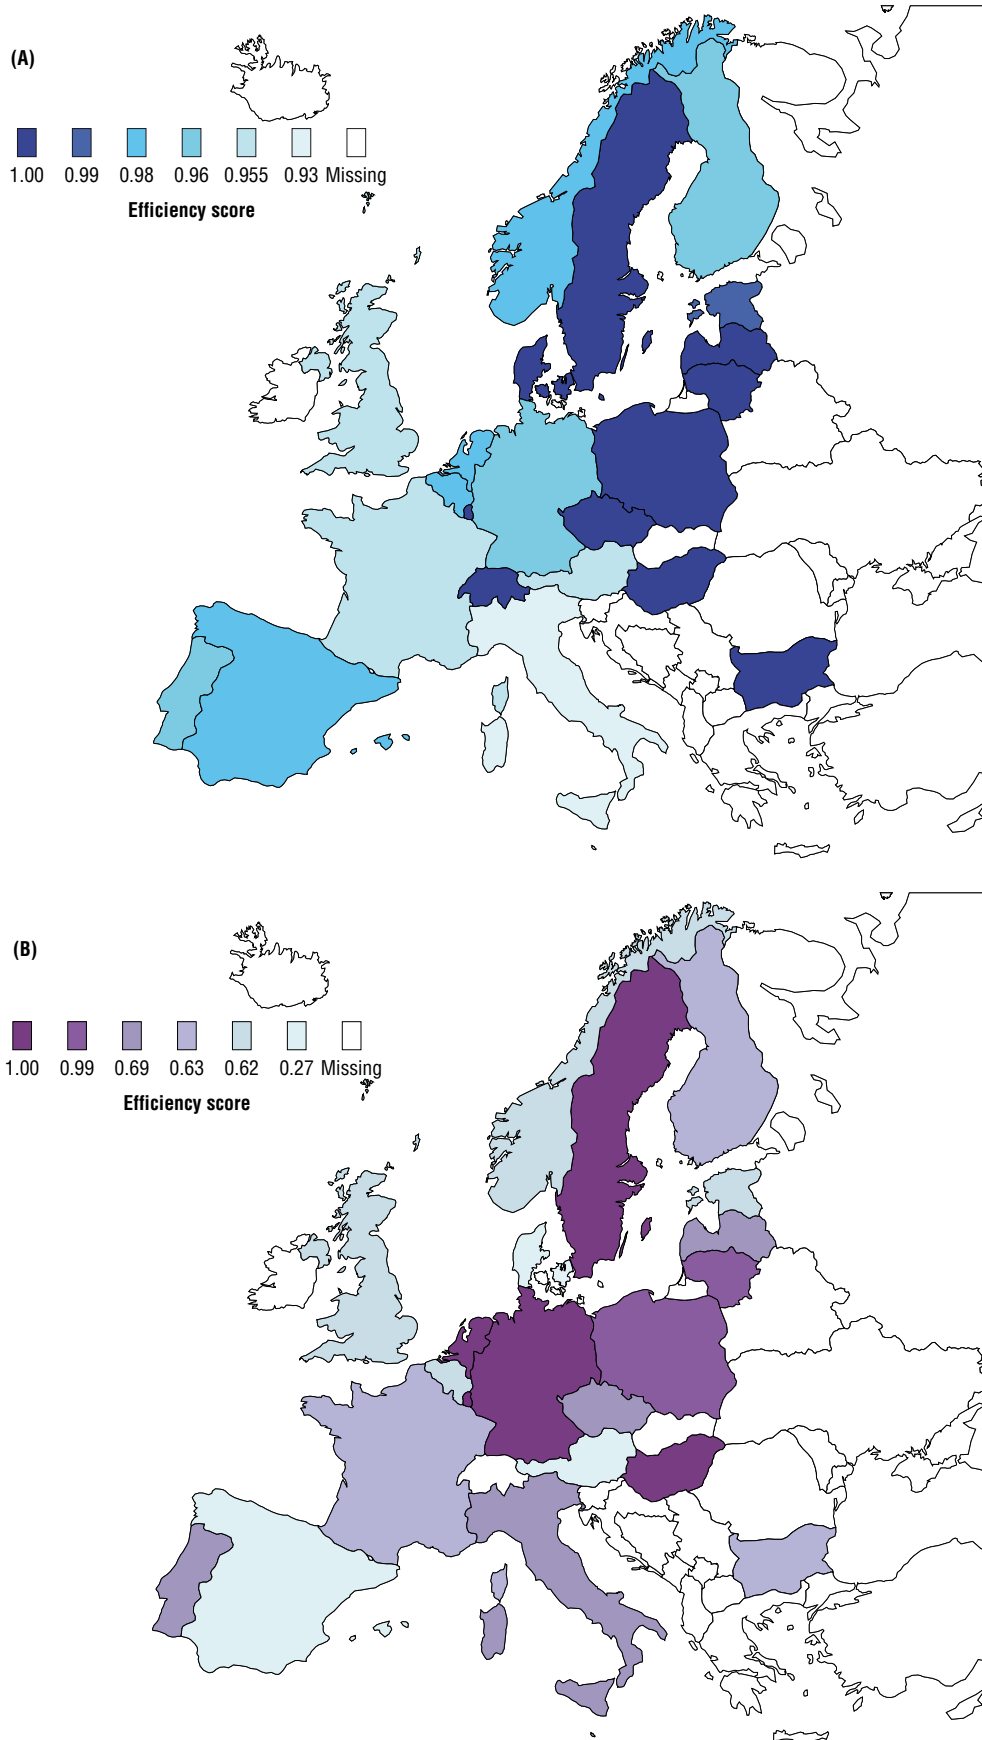 (A)
1.00 0.99 0.98 0.96 0.955 0.93 Missing
Efficiency score
(B)
1.00 0.99 0.69 0.63 0.62 0.27 Missing
Efficiency score